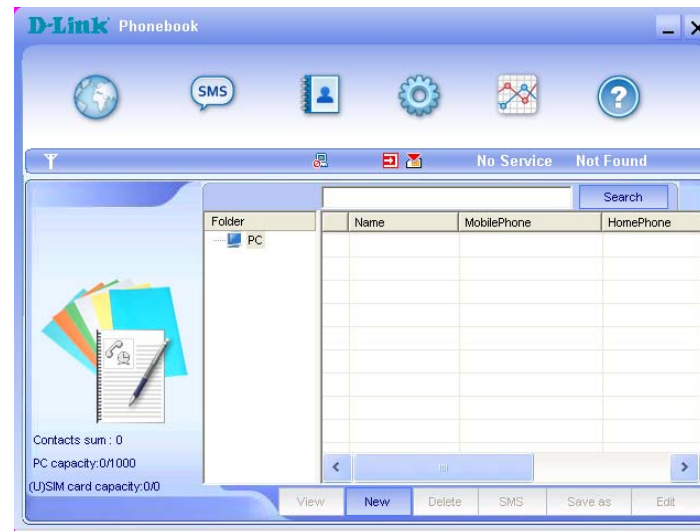 D-Link Phonebook
SMS
?
No Service Not Found
Search
Folder Name MobilePhone HomePhone
PC
Contacts sum : 0
PC capacity:0/1000
(U)SIM card capacity:0/0
View New Delete SMS Save as Edit